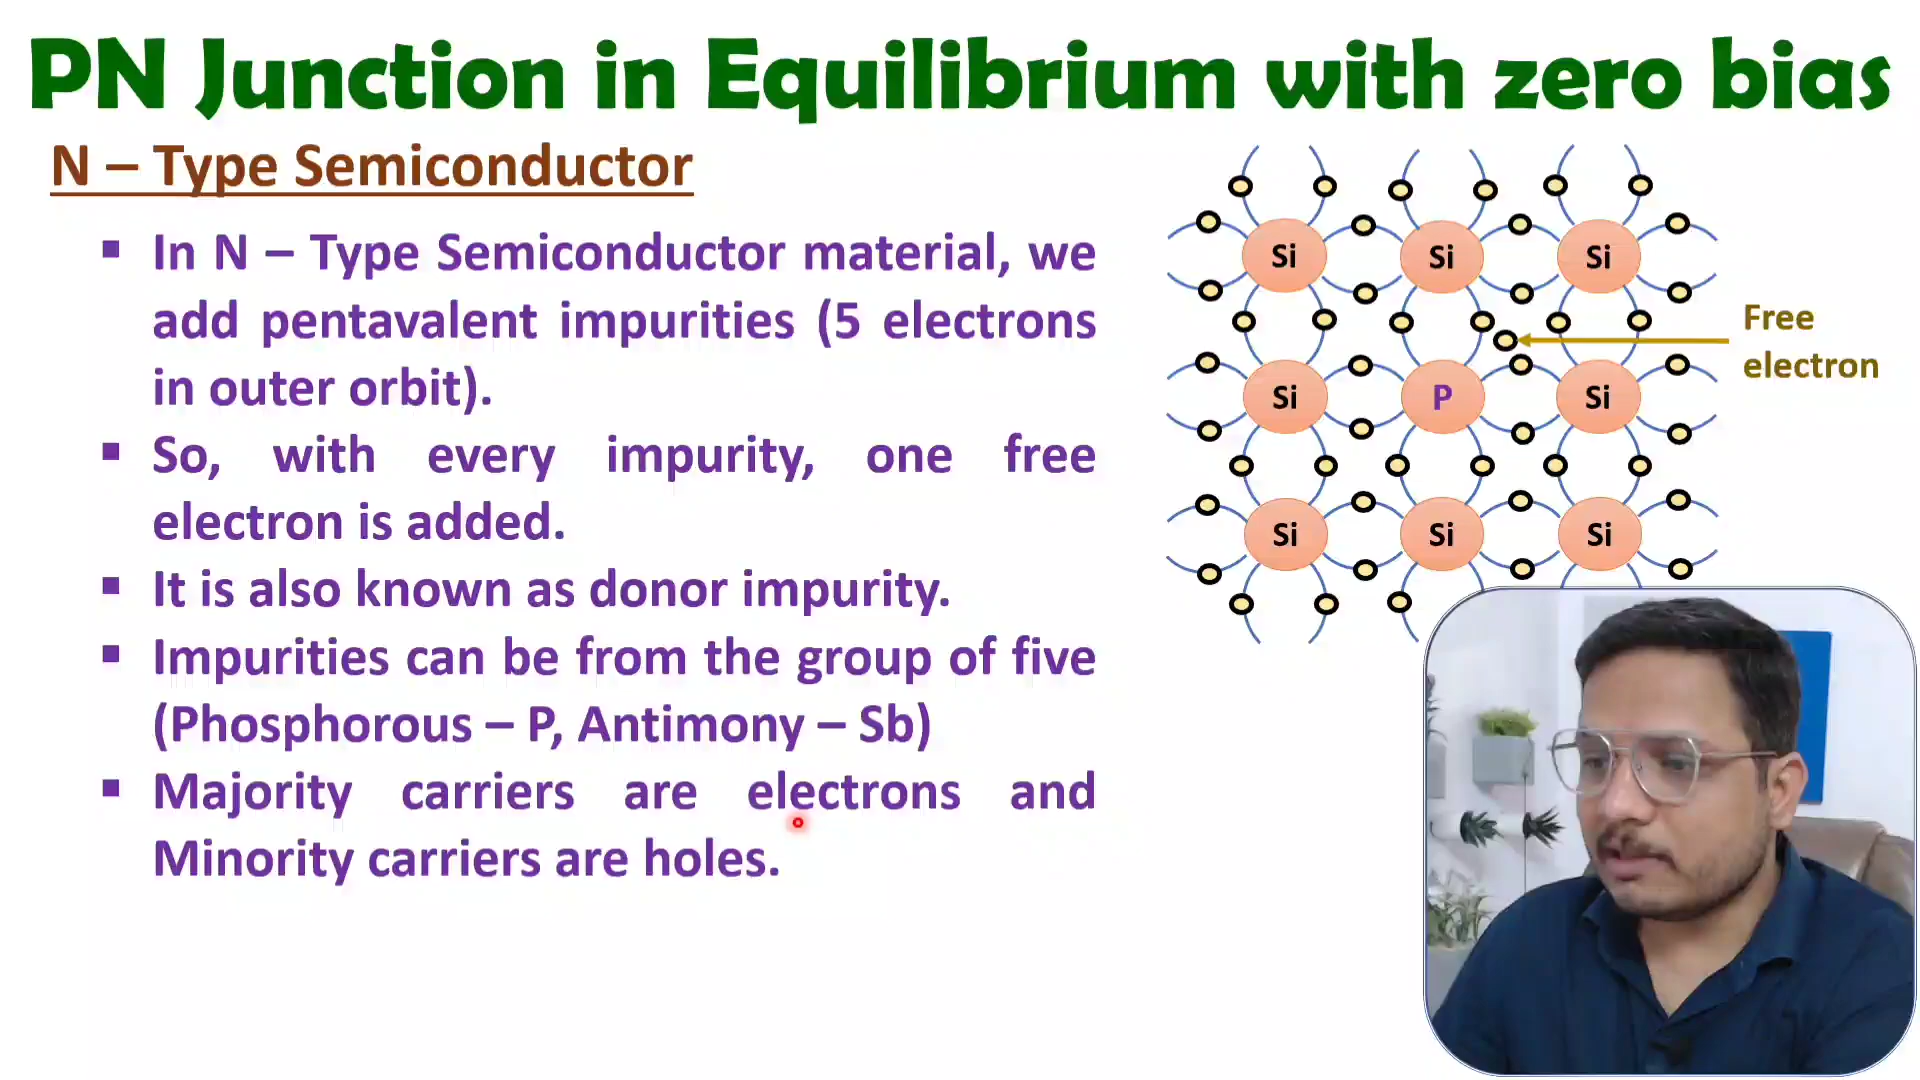 PN Junction in Equilibrium with zero bias
N – Type Semiconductor
▪ In N – Type Semiconductor material, we
add pentavalent impurities (5 electrons
in outer orbit).
▪ So, with every impurity, one free
electron is added.
▪ It is also known as donor impurity.
▪ Impurities can be from the group of five
(Phosphorous – P, Antimony – Sb)
▪ Majority carriers are electrons and
Minority carriers are holes.
Si Si Si
Free
electron
Si P Si
Si Si Si